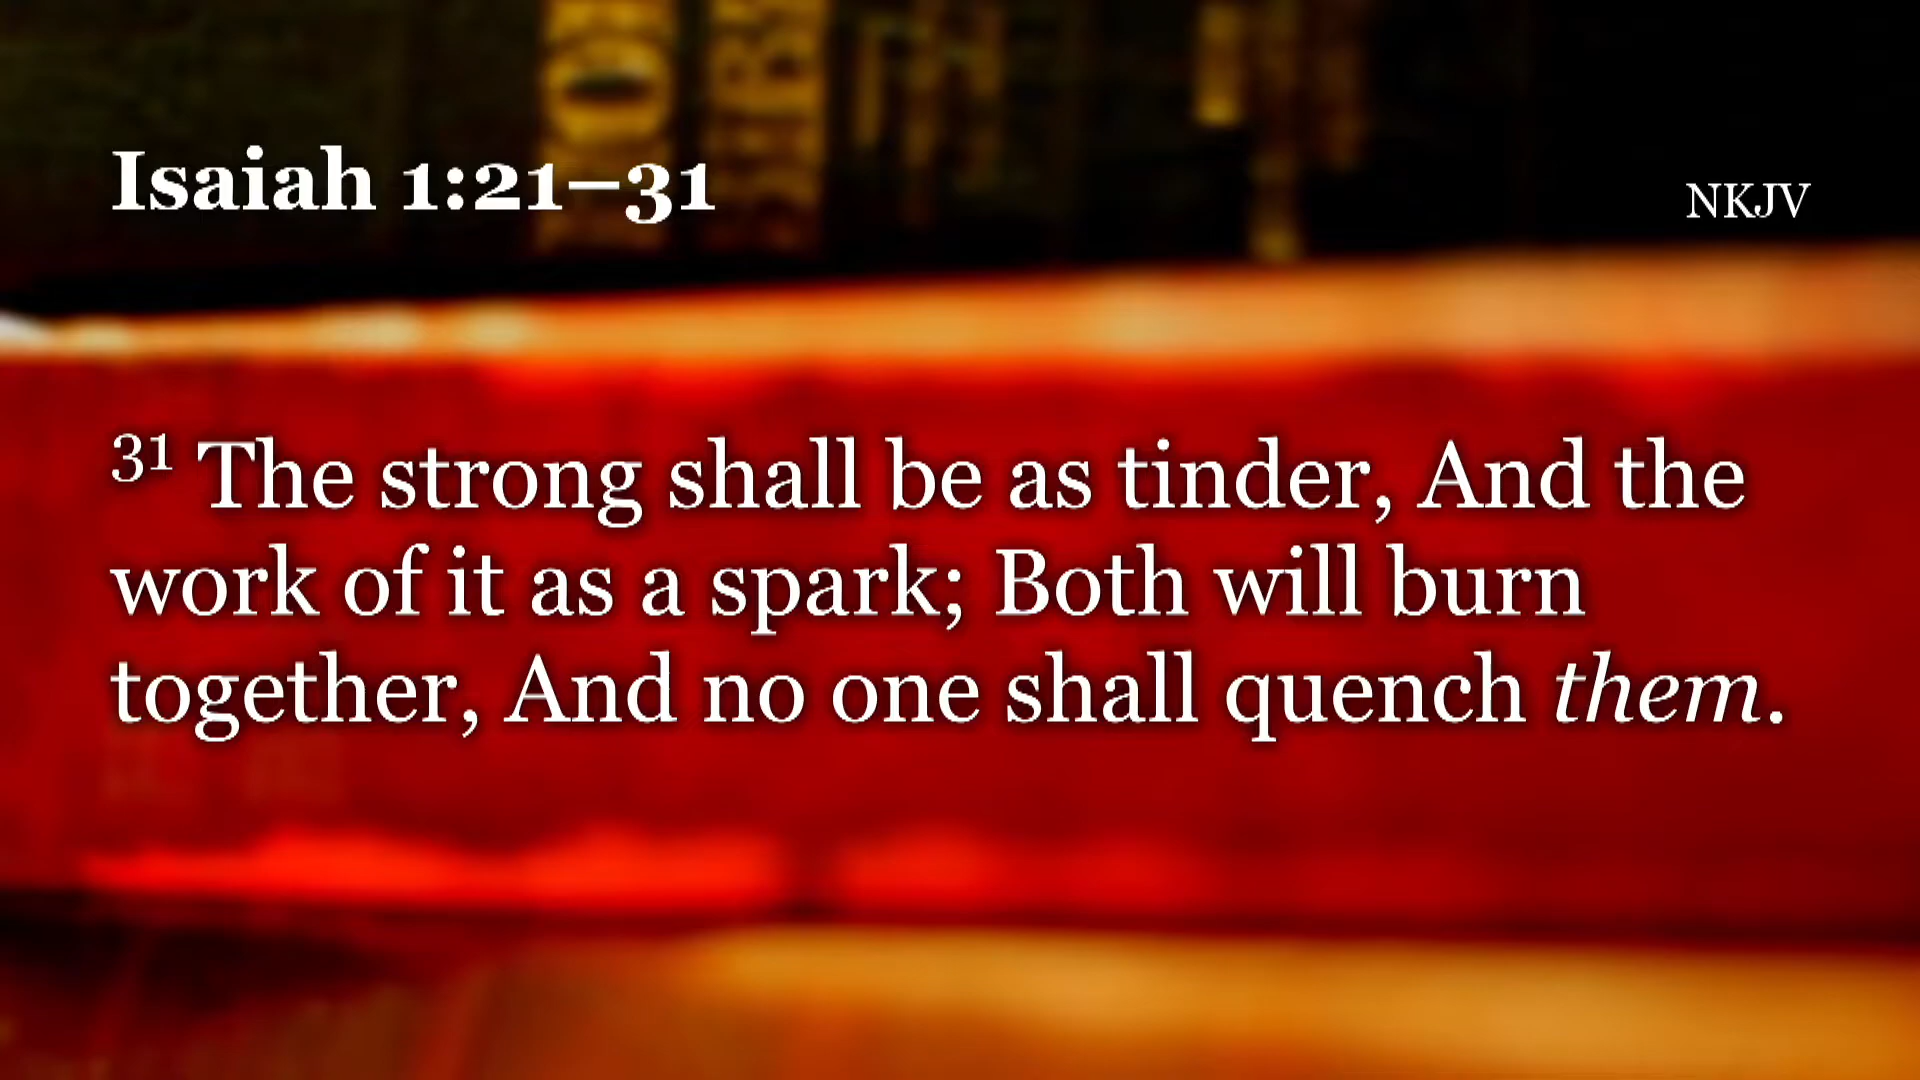 Isaiah 1:21–31
NKJV
31 The strong shall be as tinder, And the
work of it as a spark; Both will burn
together, And no one shall quench them.